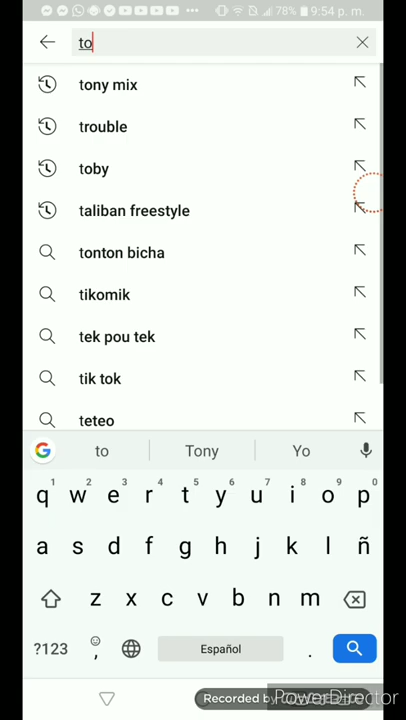 78% 9:54 p. m.
to
tony mix
trouble
toby
taliban freestyle
tonton bicha
tikomik
tek pou tek
tik tok
teteo
G to Tony Yo
1 2 3 4 5 6 7 8 9 0
q w e r t y u i o p
a s d f g h j k l ñ
z x c v b n m
?123 , Español .
Recorded by
PowerDirector